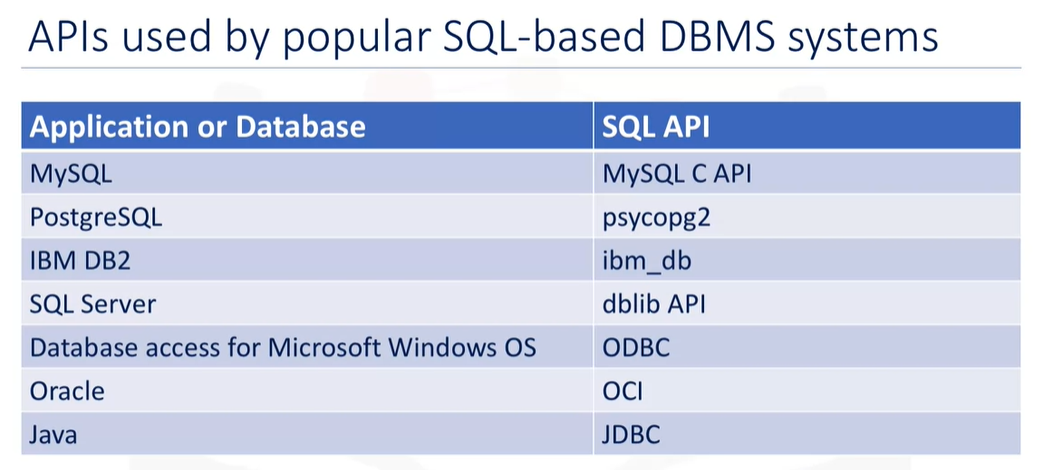 APIs used by popular SQL-based DBMS systems
Application or Database SQL API
MySQL MySQL C API
PostgreSQL psycopg2
IBM DB2 ibm_db
SQL Server dblib API
Database access for Microsoft Windows OS ODBC
Oracle OCI
Java JDBC